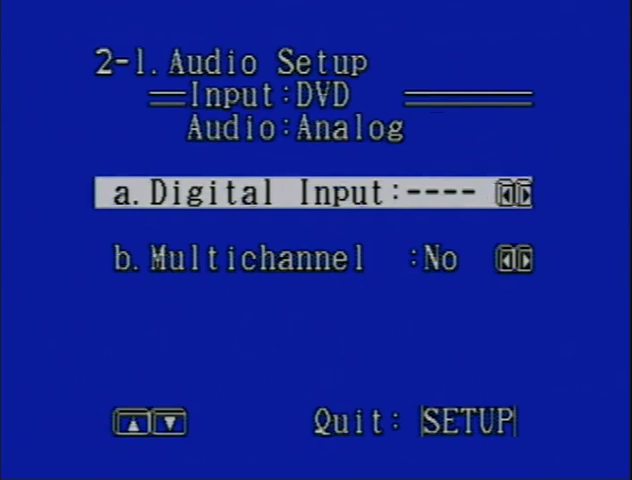 2-1.Audio Setup
Input:DVD
Audio:Analog
a.Digital Input:----
b.Multichannel :No
Quit: SETUP